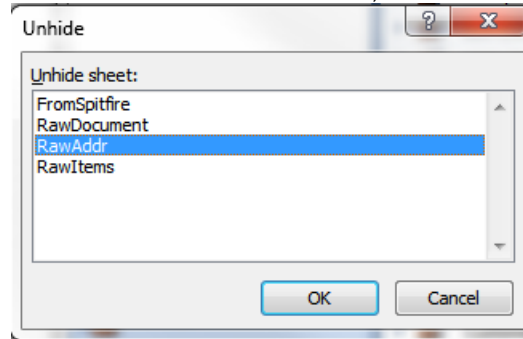 Unhide
?
X
Unhide sheet:
FromSpitfire
RawDocument
RawAddr
RawItems
OK
Cancel